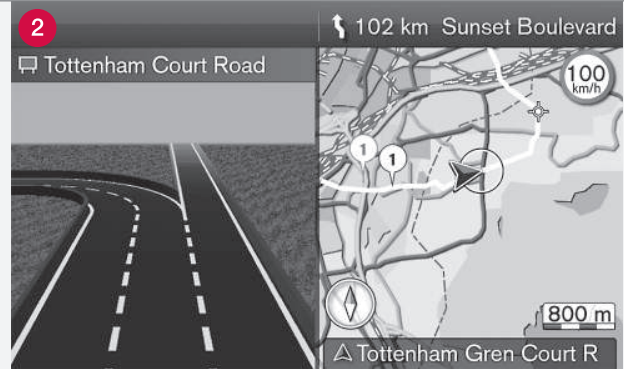 2
102 km Sunset Boulevard
Tottenham Court Road
100
km/h
1
1
800 m
Tottenham Gren Court R